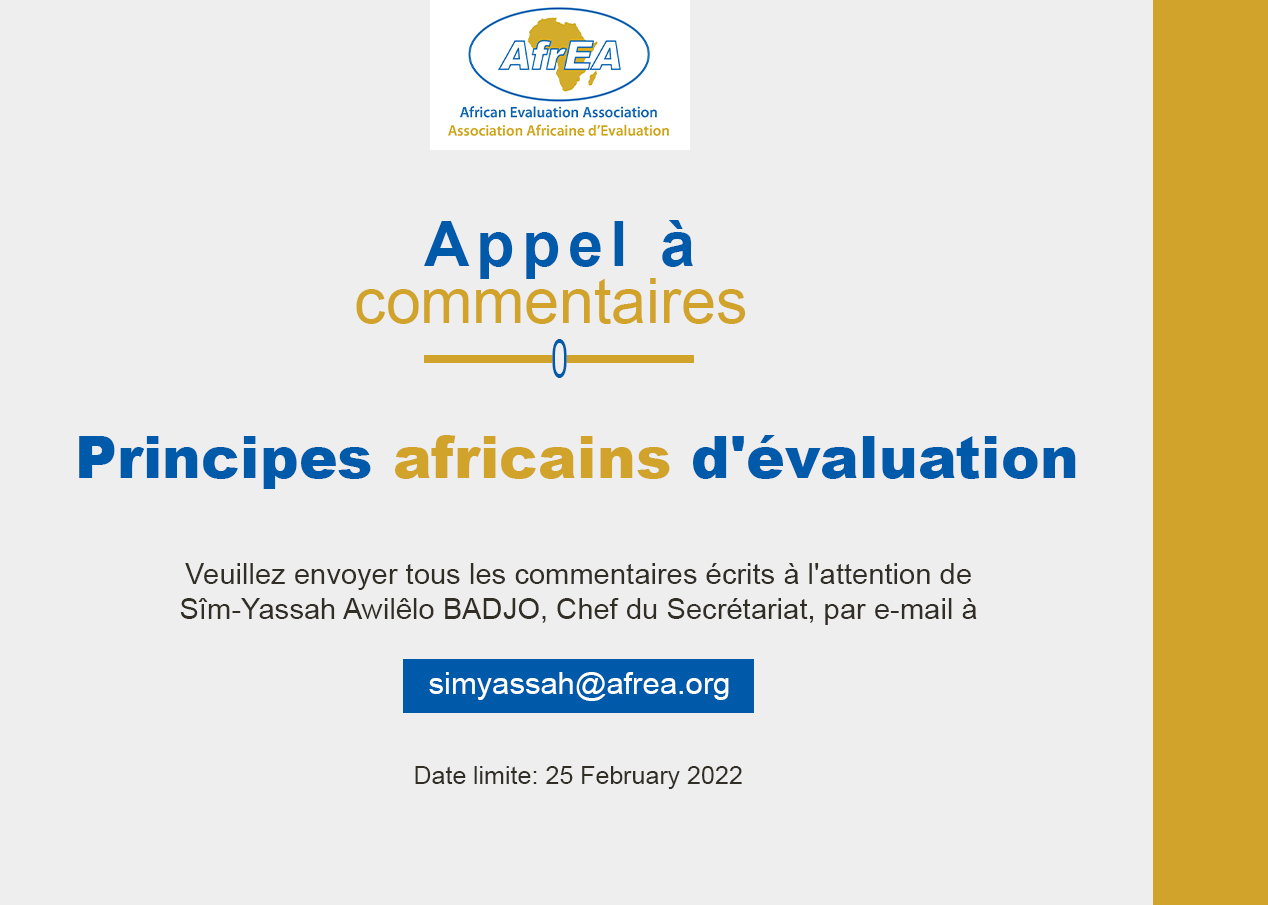 AfrEA
African Evaluation Association
Association Africaine d'Evaluation
Appel à
commentaires
Principes africains d'évaluation
Veuillez envoyer tous les commentaires écrits à l'attention de
Sîm-Yassah Awilêlo BADJO, Chef du Secrétariat, par e-mail à
simyassah@afrea.org
Date limite: 25 February 2022